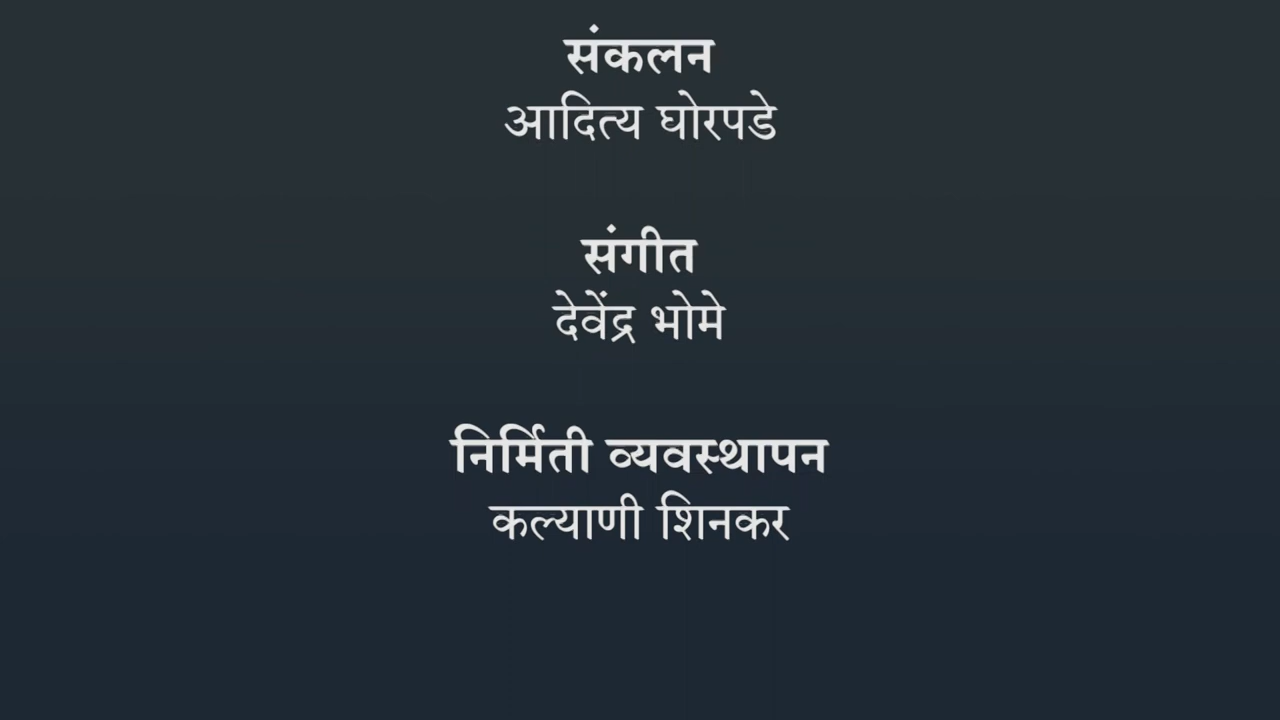 संकलन
आदित्य घोरपडे
संगीत
देवेंद्र भोमे
निर्मिती व्यवस्थापन
कल्याणी शिनकर